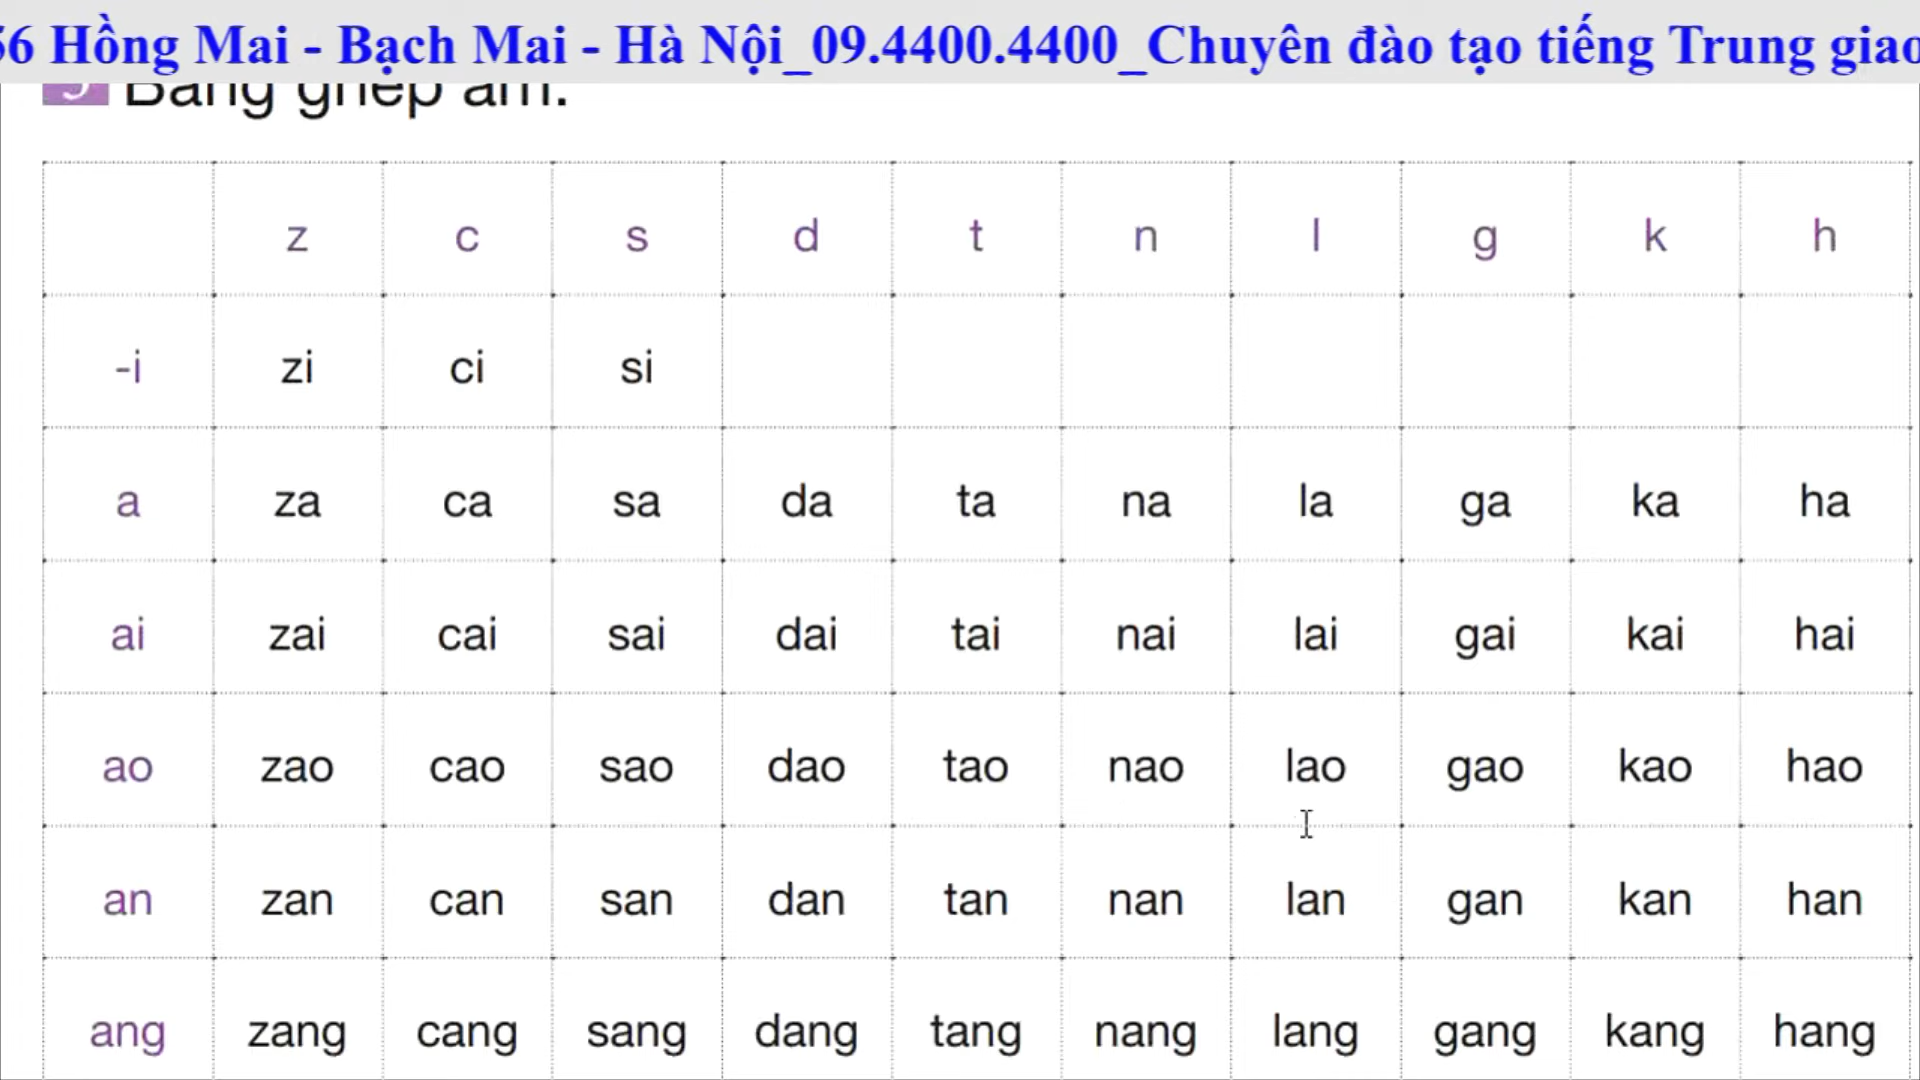 56 Hồng Mai - Bạch Mai - Hà Nội_09.4400.4400_Chuyên đào tạo tiếng Trung giao
Bảng ghép âm:
z c s d t n l g k h
-i zi ci si
a za ca sa da ta na la ga ka ha
ai zai cai sai dai tai nai lai gai kai hai
ao zao cao sao dao tao nao lao gao kao hao
an zan can san dan tan nan lan gan kan han
ang zang cang sang dang tang nang lang gang kang hang